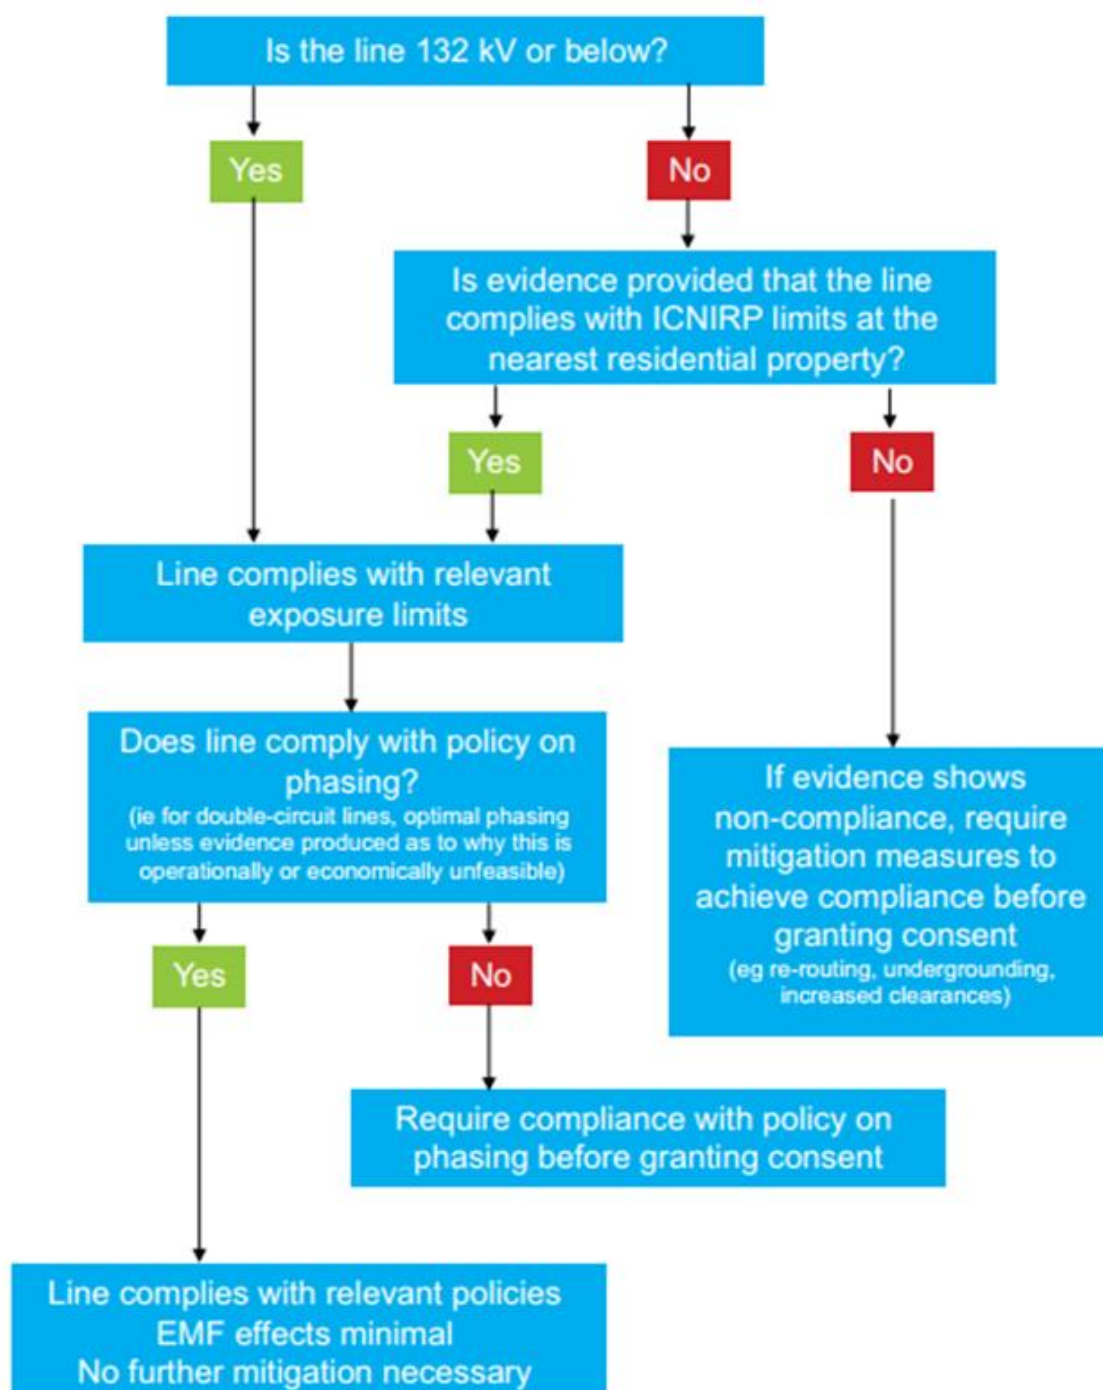 Is the line 132 kV or below?
Yes
No
Is evidence provided that the line
complies with ICNIRP limits at the
nearest residential property?
Yes
No
Line complies with relevant
exposure limits
Does line comply with policy on
phasing?
(ie for double-circuit lines, optimal phasing
unless evidence produced as to why this is
operationally or economically unfeasible)
If evidence shows
non-compliance, require
mitigation measures to
achieve compliance before
granting consent
(eg re-routing, undergrounding,
increased clearances)
Yes
No
Require compliance with policy on
phasing before granting consent
Line complies with relevant policies
EMF effects minimal
No further mitigation necessary